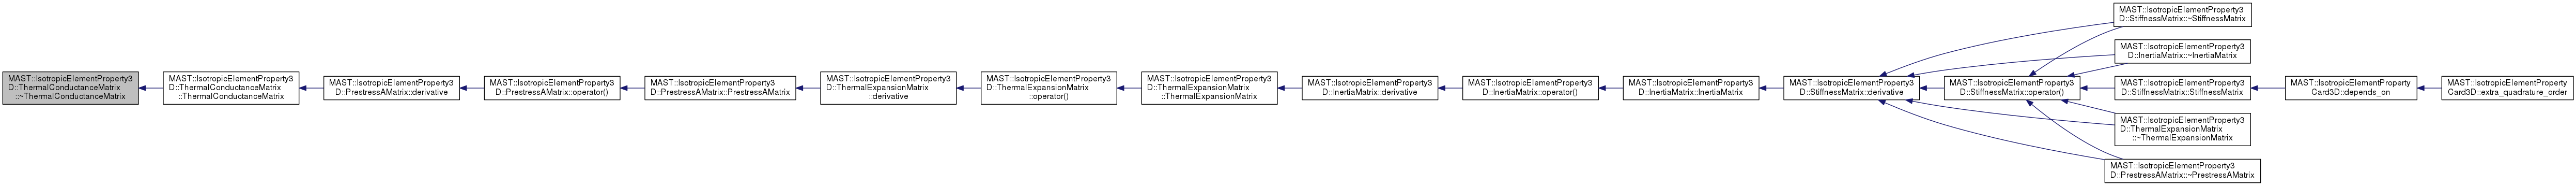 MAST::IsotropicElementProperty3
D::ThermalConductanceMatrix
::~ThermalConductanceMatrix
MAST::IsotropicElementProperty3
D::ThermalConductanceMatrix
::ThermalConductanceMatrix
MAST::IsotropicElementProperty3
D::PrestressAMatrix::derivative
MAST::IsotropicElementProperty3
D::PrestressAMatrix::operator()
MAST::IsotropicElementProperty3
D::PrestressAMatrix::PrestressAMatrix
MAST::IsotropicElementProperty3
D::ThermalExpansionMatrix
::derivative
MAST::IsotropicElementProperty3
D::ThermalExpansionMatrix
::operator()
MAST::IsotropicElementProperty3
D::ThermalExpansionMatrix
::ThermalExpansionMatrix
MAST::IsotropicElementProperty3
D::InertiaMatrix::derivative
MAST::IsotropicElementProperty3
D::InertiaMatrix::operator()
MAST::IsotropicElementProperty3
D::InertiaMatrix::InertiaMatrix
MAST::IsotropicElementProperty3
D::StiffnessMatrix::derivative
MAST::IsotropicElementProperty3
D::StiffnessMatrix::operator()
MAST::IsotropicElementProperty3
D::StiffnessMatrix::~StiffnessMatrix
MAST::IsotropicElementProperty3
D::InertiaMatrix::~InertiaMatrix
MAST::IsotropicElementProperty3
D::StiffnessMatrix::StiffnessMatrix
MAST::IsotropicElementProperty3
D::ThermalExpansionMatrix
::~ThermalExpansionMatrix
MAST::IsotropicElementProperty3
D::PrestressAMatrix::~PrestressAMatrix
MAST::IsotropicElementProperty
Card3D::depends_on
MAST::IsotropicElementProperty
Card3D::extra_quadrature_order